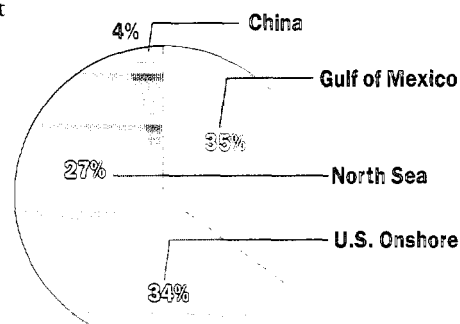 t
4% China
Gulf of Mexico
35%
27% North Sea
U.S. Onshore
34%